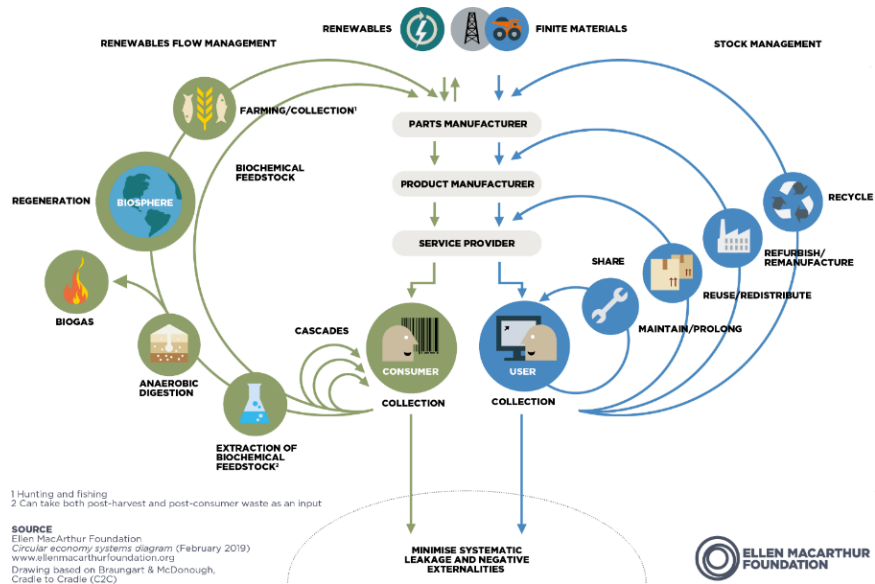 RENEWABLES
FINITE MATERIALS
RENEWABLES FLOW MANAGEMENT
STOCK MANAGEMENT
FARMING/COLLECTION¹
PARTS MANUFACTURER
BIOCHEMICAL
FEEDSTOCK
PRODUCT MANUFACTURER
REGENERATION
BIOSPHERE
RECYCLE
SERVICE PROVIDER
REFURBISH/
REMANUFACTURE
SHARE
REUSE/REDISTRIBUTE
BIOGAS
CASCADES
MAINTAIN/PROLONG
CONSUMER
USER
ANAEROBIC
DIGESTION
COLLECTION
COLLECTION
EXTRACTION OF
BIOCHEMICAL
FEEDSTOCK²
1 Hunting and fishing
2 Can take both post-harvest and post-consumer waste as an input
SOURCE
Ellen MacArthur Foundation
Circular economy systems diagram (February 2019)
www.ellenmacarthurfoundation.org
Drawing based on Braungart & McDonough,
Cradle to Cradle (C2C)
MINIMISE SYSTEMATIC
LEAKAGE AND NEGATIVE
EXTERNALITIES
ELLEN MACARTHUR
FOUNDATION